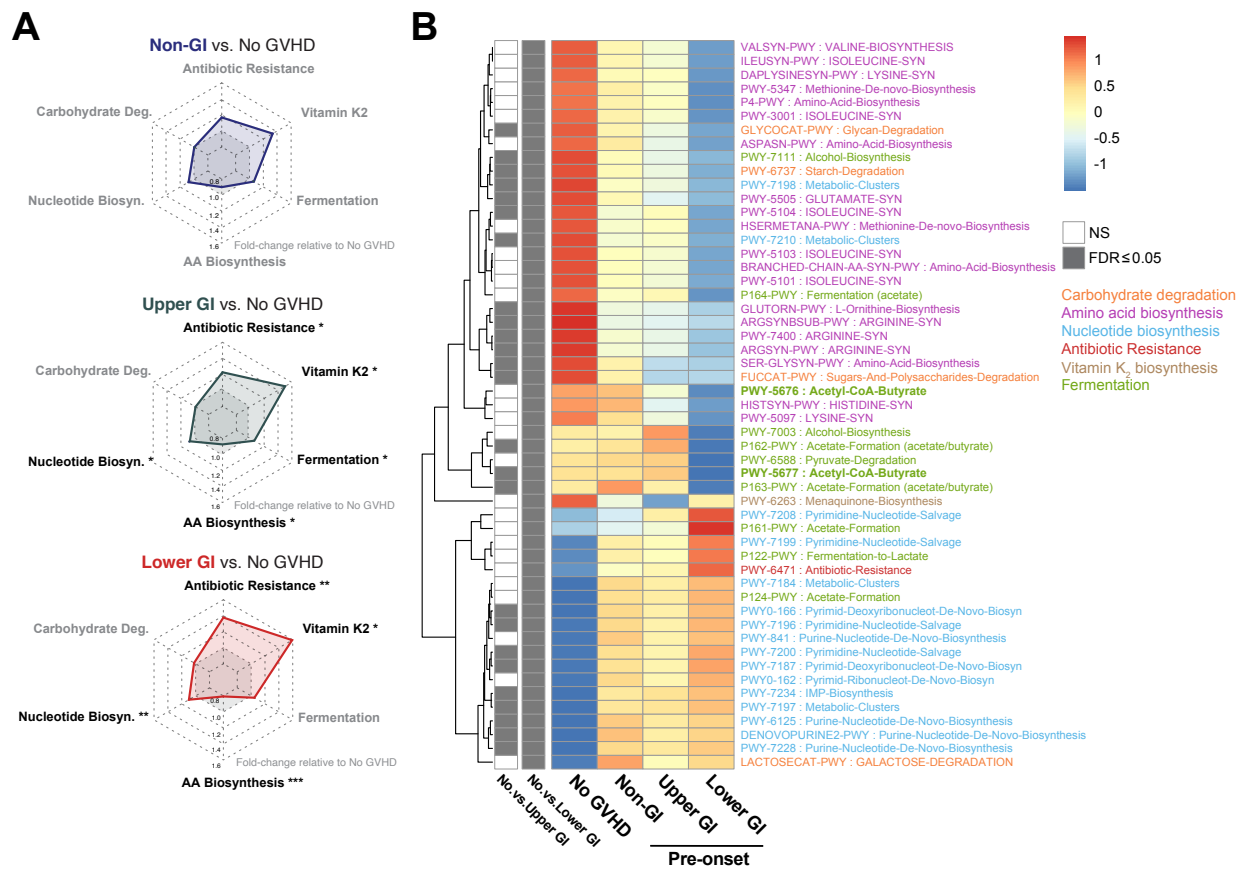 A
Non-GI vs. No GVHD
Antibiotic Resistance
Carbohydrate Deg.
Vitamin K2
Nucleotide Biosyn.
Fermentation
0.8
1.0
1.2
1.4
1.6
Fold-change relative to No GVHD
AA Biosynthesis
Upper GI vs. No GVHD
Antibiotic Resistance *
Carbohydrate Deg.
Vitamin K2 *
Nucleotide Biosyn. *
Fermentation *
0.8
1.0
1.2
1.4
1.6
Fold-change relative to No GVHD
AA Biosynthesis *
Lower GI vs. No GVHD
Antibiotic Resistance **
Carbohydrate Deg.
Vitamin K2 *
Nucleotide Biosyn. **
Fermentation
0.8
1.0
1.2
1.4
1.6
Fold-change relative to No GVHD
AA Biosynthesis ***
B
VALSYN-PWY : VALINE-BIOSYNTHESIS
ILEUSYN-PWY : ISOLEUCINE-SYN
DAPLYSINESYN-PWY : LYSINE-SYN
PWY-5347 : Methionine-De-novo-Biosynthesis
P4-PWY : Amino-Acid-Biosynthesis
PWY-3001 : ISOLEUCINE-SYN
GLYCOCAT-PWY : Glycan-Degradation
ASPASN-PWY : Amino-Acid-Biosynthesis
PWY-7111 : Alcohol-Biosynthesis
PWY-6737 : Starch-Degradation
PWY-7198 : Metabolic-Clusters
PWY-5505 : GLUTAMATE-SYN
PWY-5104 : ISOLEUCINE-SYN
HSERMETANA-PWY : Methionine-De-novo-Biosynthesis
PWY-7210 : Metabolic-Clusters
PWY-5103 : ISOLEUCINE-SYN
BRANCHED-CHAIN-AA-SYN-PWY : Amino-Acid-Biosynthesis
PWY-5101 : ISOLEUCINE-SYN
P164-PWY : Fermentation (acetate)
GLUTORN-PWY : L-Ornithine-Biosynthesis
ARGSYNBSUB-PWY : ARGININE-SYN
PWY-7400 : ARGININE-SYN
ARGSYN-PWY : ARGININE-SYN
SER-GLYSYN-PWY : Amino-Acid-Biosynthesis
FUCCAT-PWY : Sugars-And-Polysaccharides-Degradation
PWY-5676 : Acetyl-CoA-Butyrate
HISTSYN-PWY : HISTIDINE-SYN
PWY-5097 : LYSINE-SYN
PWY-7003 : Alcohol-Biosynthesis
P162-PWY : Acetate-Formation (acetate/butyrate)
PWY-6588 : Pyruvate-Degradation
PWY-5677 : Acetyl-CoA-Butyrate
P163-PWY : Acetate-Formation (acetate/butyrate)
PWY-6263 : Menaquinone-Biosynthesis
PWY-7208 : Pyrimidine-Nucleotide-Salvage
P161-PWY : Acetate-Formation
PWY-7199 : Pyrimidine-Nucleotide-Salvage
P122-PWY : Fermentation-to-Lactate
PWY-6471 : Antibiotic-Resistance
PWY-7184 : Metabolic-Clusters
P124-PWY : Acetate-Formation
PWY0-166 : Pyrimid-Deoxyribonucleot-De-Novo-Biosyn
PWY-7196 : Pyrimidine-Nucleotide-Salvage
PWY-841 : Purine-Nucleotide-De-Novo-Biosynthesis
PWY-7200 : Pyrimidine-Nucleotide-Salvage
PWY-7187 : Pyrimid-Deoxyribonucleot-De-Novo-Biosyn
PWY0-162 : Pyrimid-Ribonucleot-De-Novo-Biosyn
PWY-7234 : IMP-Biosynthesis
PWY-7197 : Metabolic-Clusters
PWY-6125 : Purine-Nucleotide-De-Novo-Biosynthesis
DENOVOPURINE2-PWY : Purine-Nucleotide-De-Novo-Biosynthesis
PWY-7228 : Purine-Nucleotide-De-Novo-Biosynthesis
LACTOSECAT-PWY : GALACTOSE-DEGRADATION
No.vs.Upper GI
No.vs.Lower GI
No GVHD
Non-GI
Upper GI
Lower GI
Pre-onset
1
0.5
0
-0.5
-1
NS
FDR≤0.05
Carbohydrate degradation
Amino acid biosynthesis
Nucleotide biosynthesis
Antibiotic Resistance
Vitamin K₂ biosynthesis
Fermentation